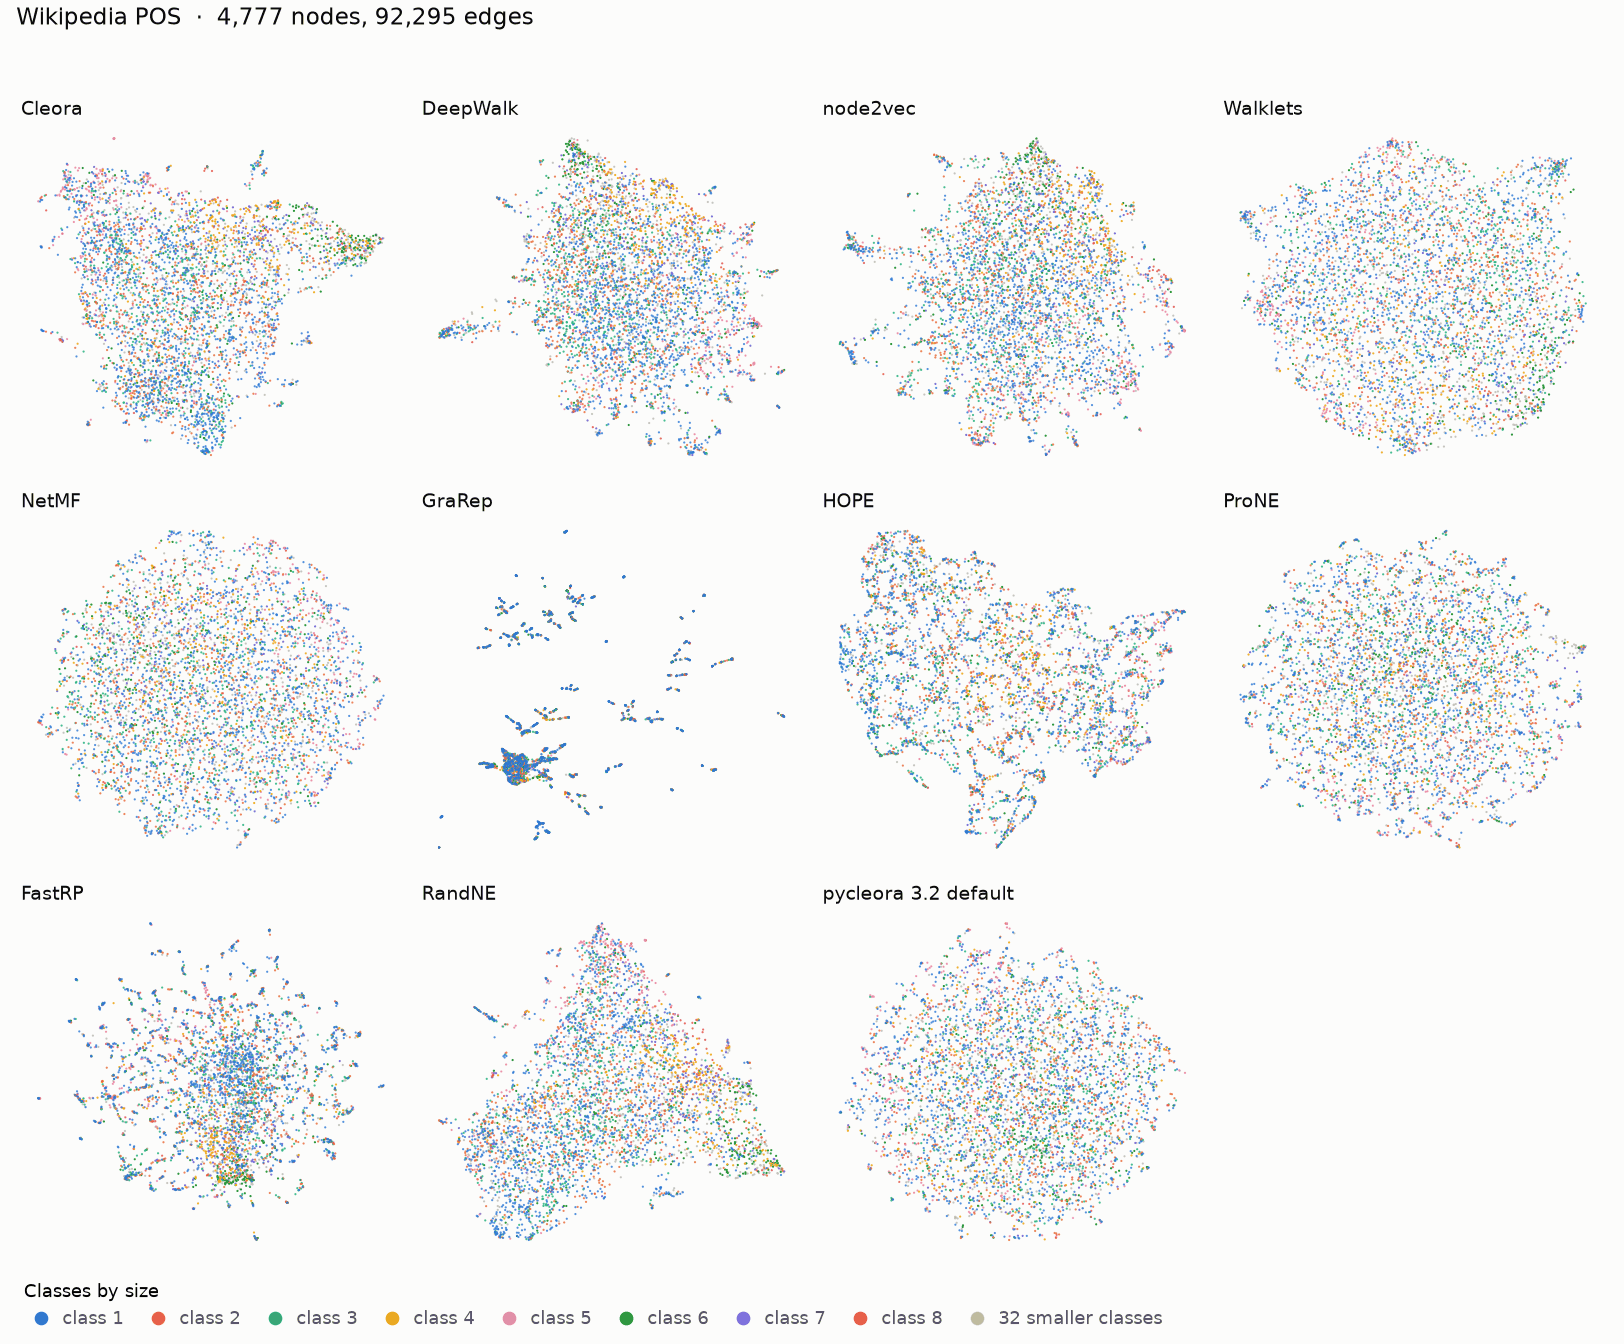 Wikipedia POS · 4,777 nodes, 92,295 edges
Cleora DeepWalk node2vec Walklets
NetMF GraRep HOPE ProNE
FastRP RandNE pycleora 3.2 default
Classes by size
class 1 class 2 class 3 class 4 class 5 class 6 class 7 class 8 32 smaller classes